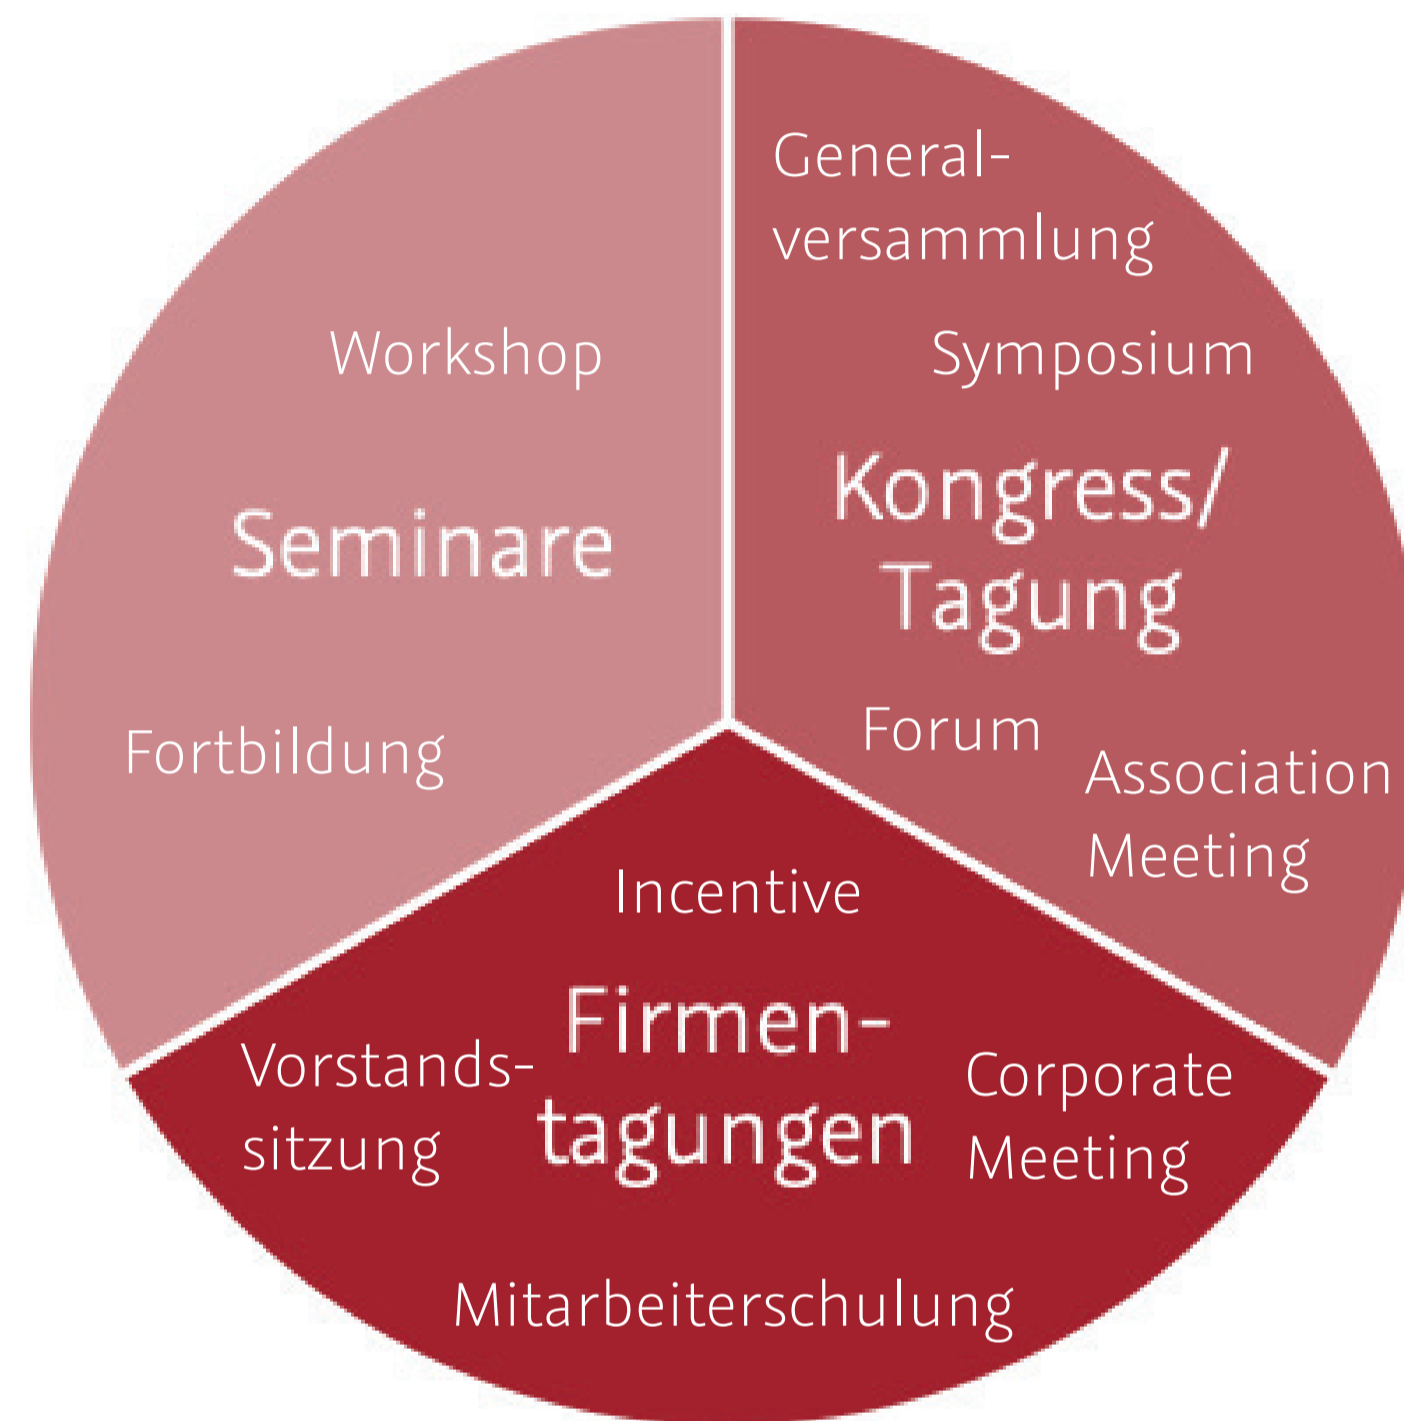 Workshop
Seminare
Fortbildung
General-
versammlung
Symposium
Kongress/
Tagung
Forum
Association
Meeting
Incentive
Firmen-
tagungen
Vorstands-
sitzung
Corporate
Meeting
Mitarbeiterschulung